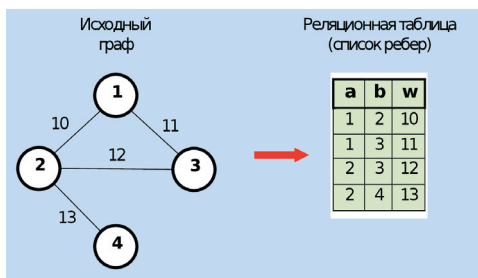 Исходный
граф
Реляционная таблица
(список ребер)
1
10
11
2
12
3
13
4
a b w
1 2 10
1 3 11
2 3 12
2 4 13